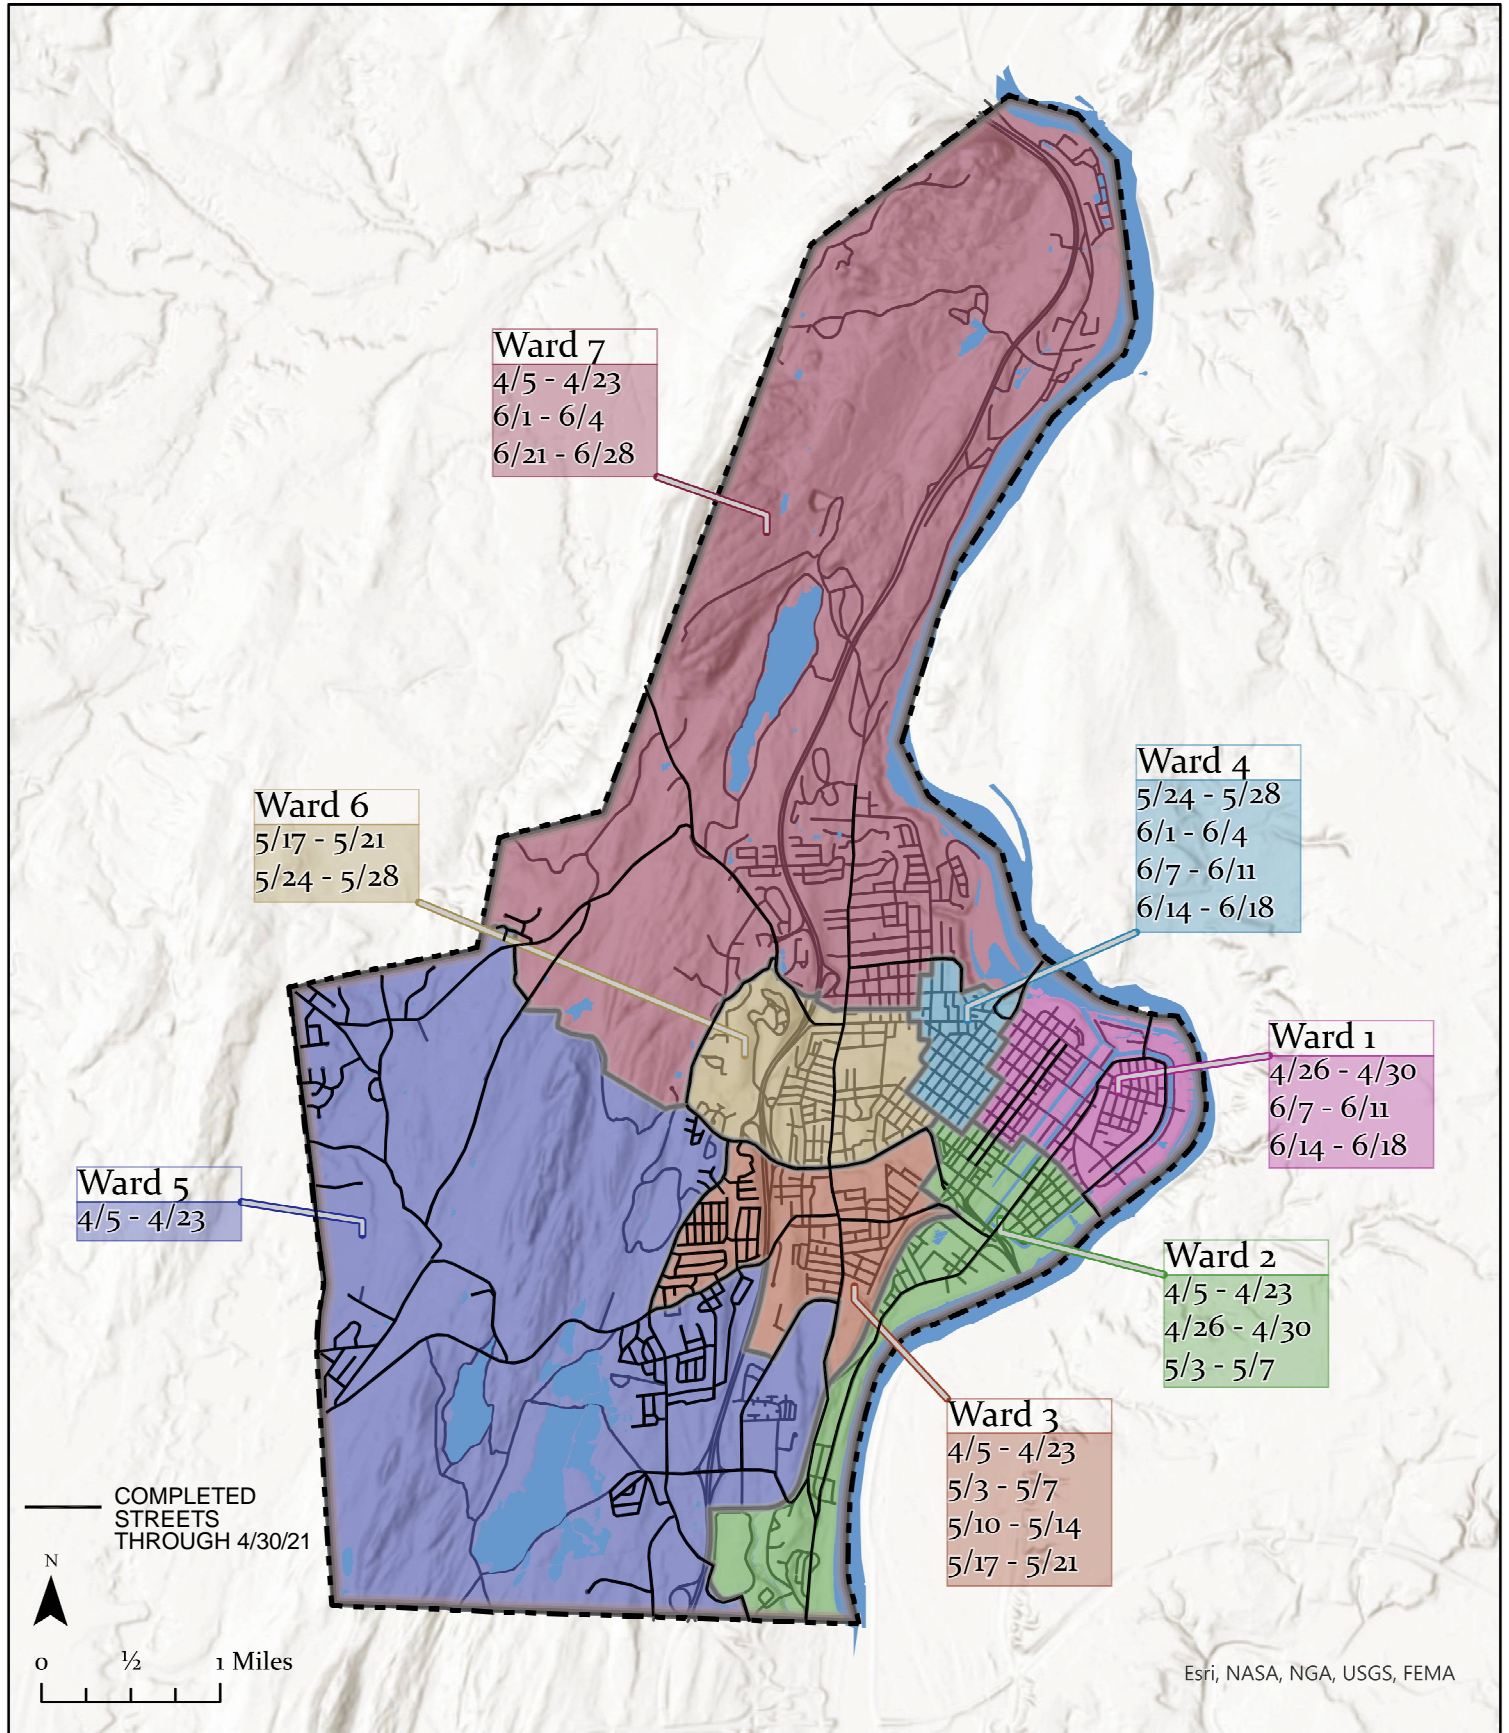 Ward 7
4/5 - 4/23
6/1 - 6/4
6/21 - 6/28
Ward 4
5/24 - 5/28
6/1 - 6/4
6/7 - 6/11
6/14 - 6/18
Ward 6
5/17 - 5/21
5/24 - 5/28
Ward 1
4/26 - 4/30
6/7 - 6/11
6/14 - 6/18
Ward 5
4/5 - 4/23
Ward 2
4/5 - 4/23
4/26 - 4/30
5/3 - 5/7
Ward 3
4/5 - 4/23
5/3 - 5/7
5/10 - 5/14
5/17 - 5/21
COMPLETED
STREETS
THROUGH 4/30/21
N
0 ½ 1 Miles
Esri, NASA, NGA, USGS, FEMA